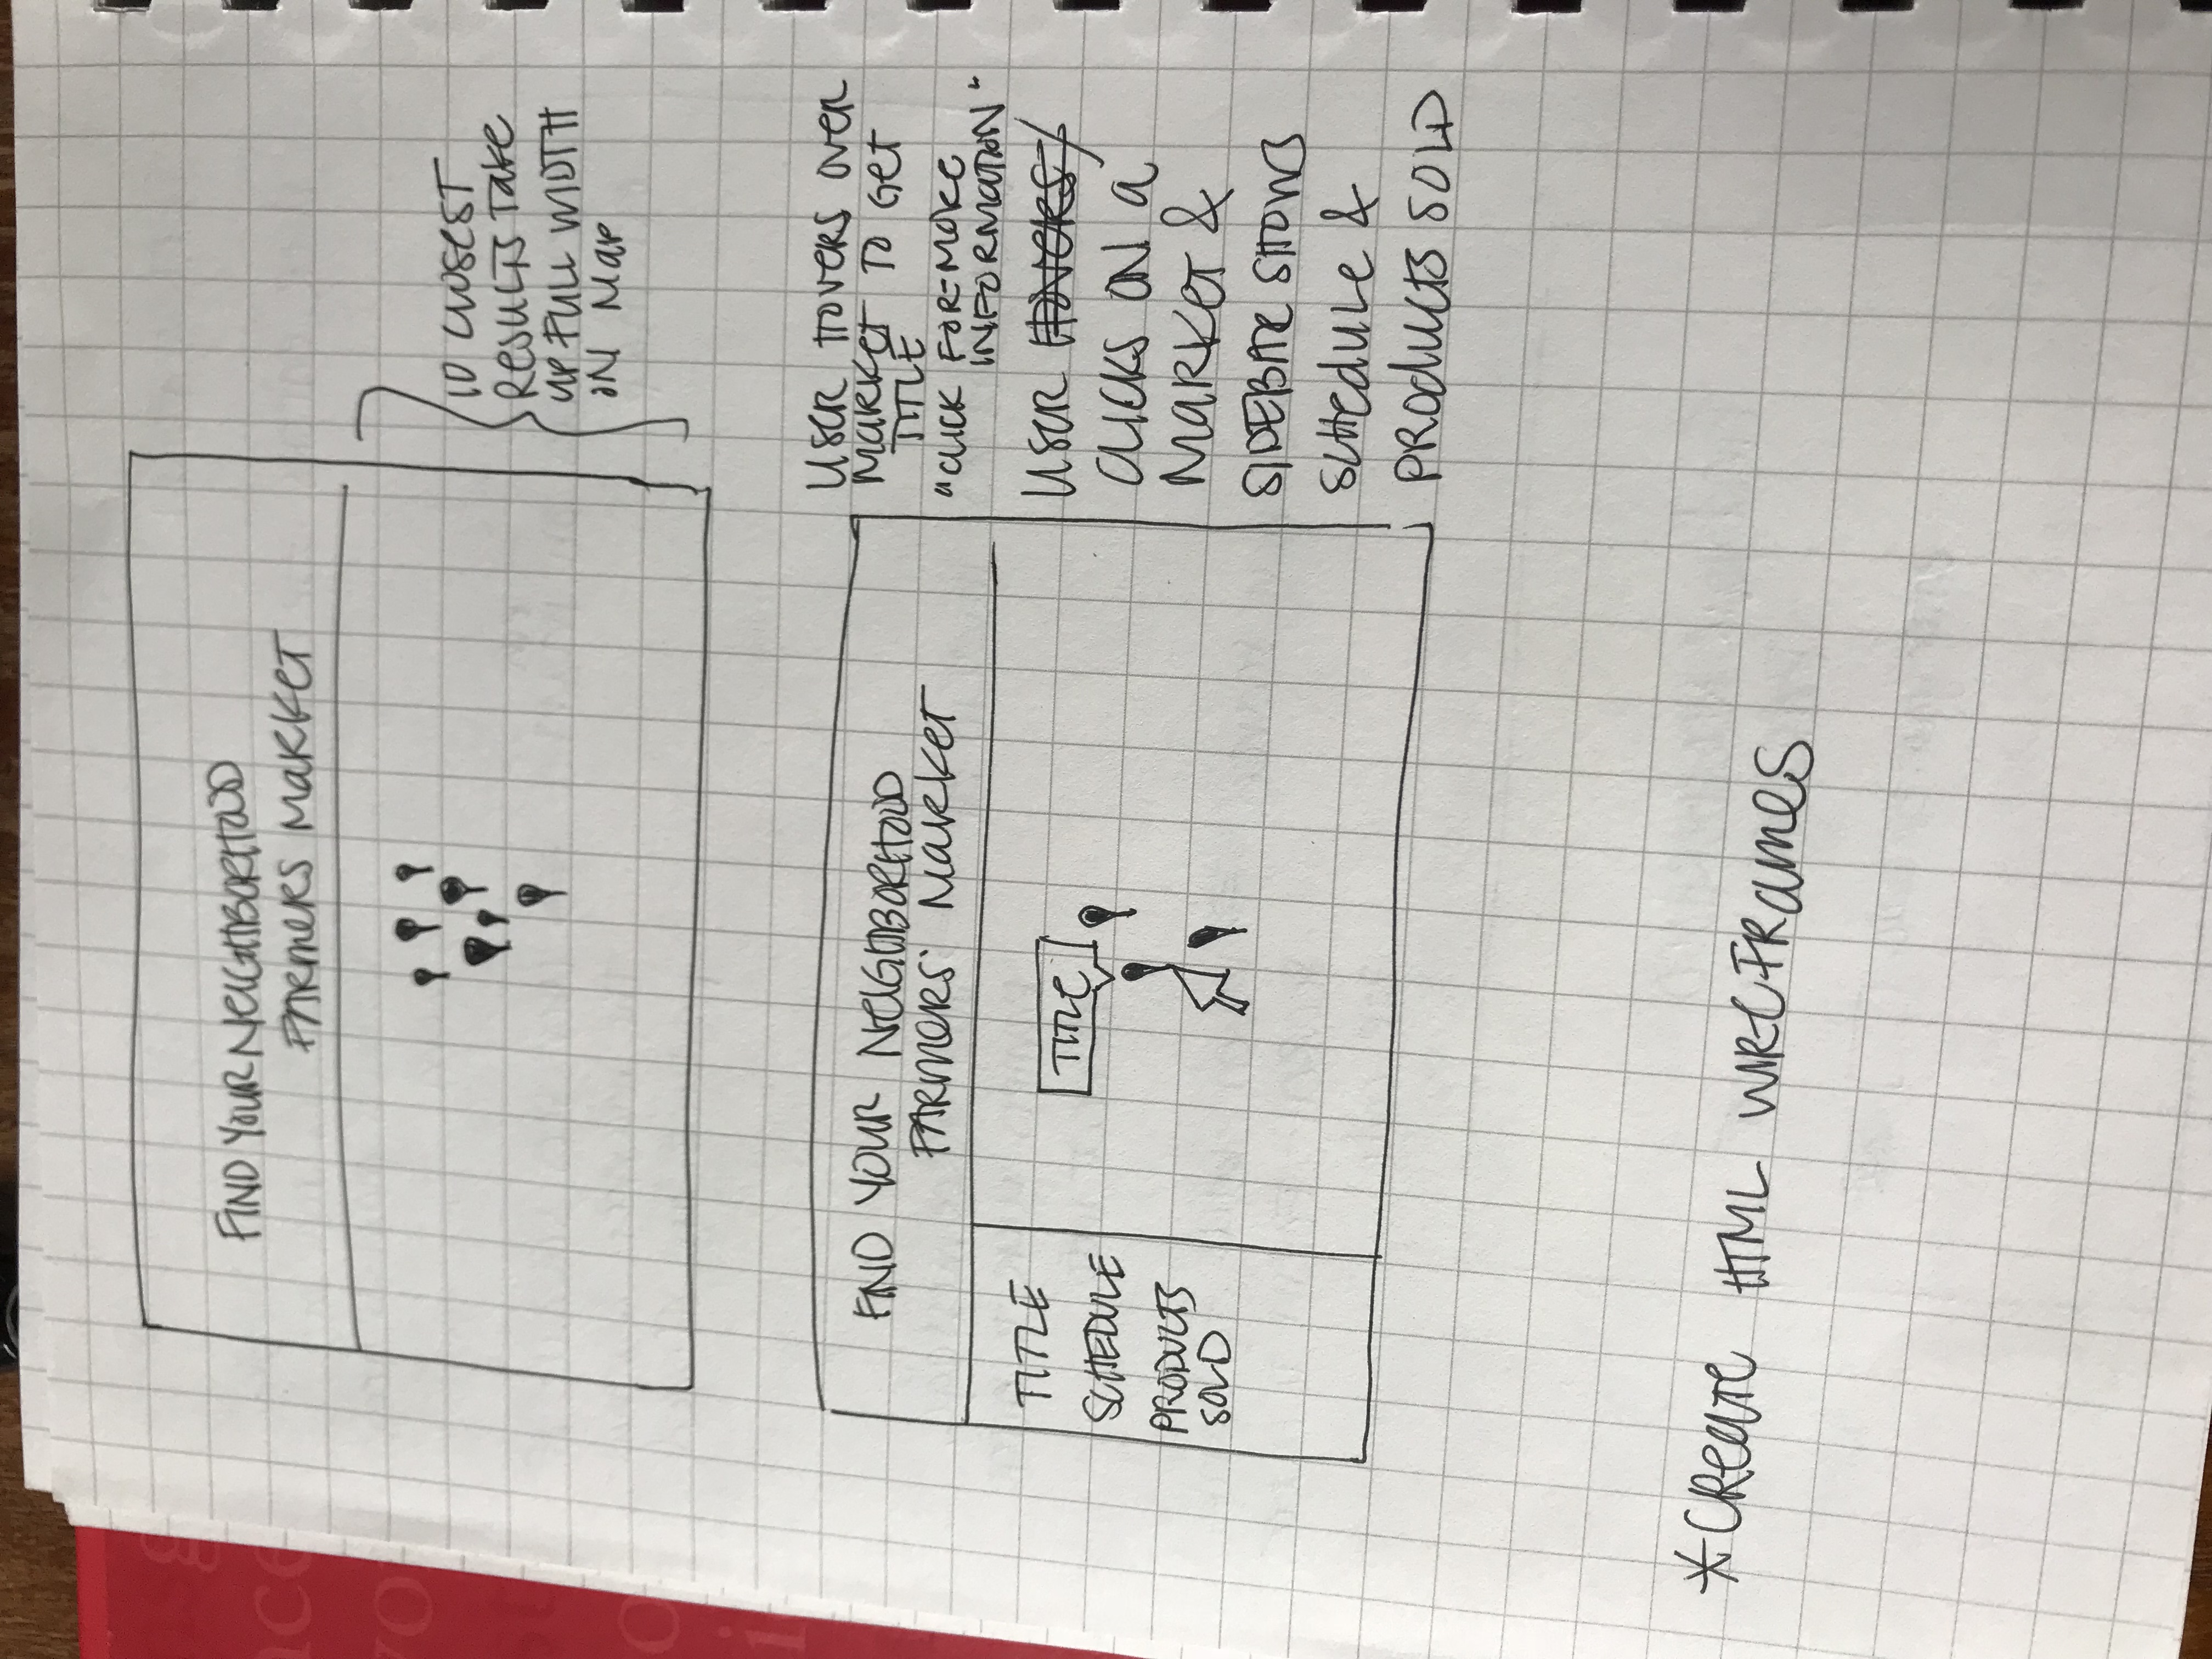 FIND YOUR NEIGHBORHOOD
FARMERS MARKET
10 CLOSEST
RESULTS TAKE
UP FULL WIDTH
ON MAP
FIND YOUR NEIGHBORHOOD
FARMERS' MARKET
TITLE
SCHEDULE
PRODUCTS
SOLD
TITLE
USER HOVERS OVER
MARKET TO GET
TITLE
"CLICK FOR MORE
INFORMATION"
USER HOVERS/
CLICKS ON A
MARKET &
SIDEBAR SHOWS
SCHEDULE &
PRODUCTS SOLD
*CREATE HTML WIREFRAMES